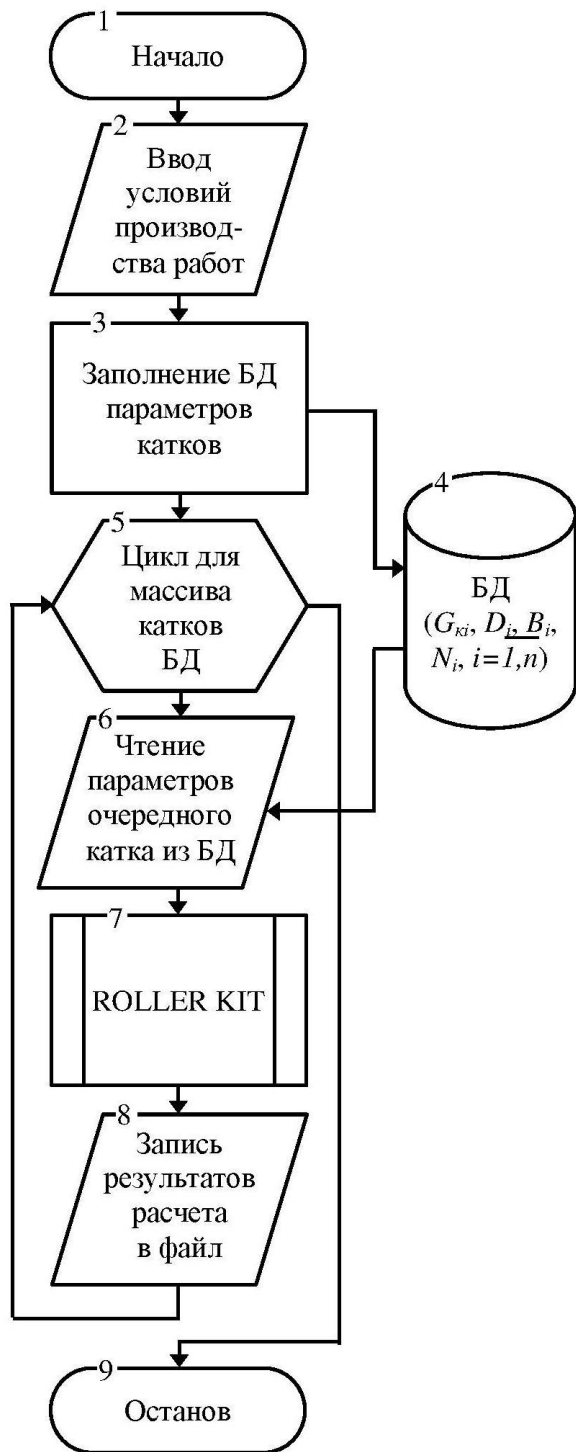 1
Начало
2
Ввод
условий
производ-
ства работ
3
Заполнение БД
параметров
катков
4
БД
(Gкi, Di, Bi,
Ni, i=1,n)
5
Цикл для
массива
катков
БД
6
Чтение
параметров
очередного
катка из БД
7
ROLLER KIT
8
Запись
результатов
расчета
в файл
9
Останов